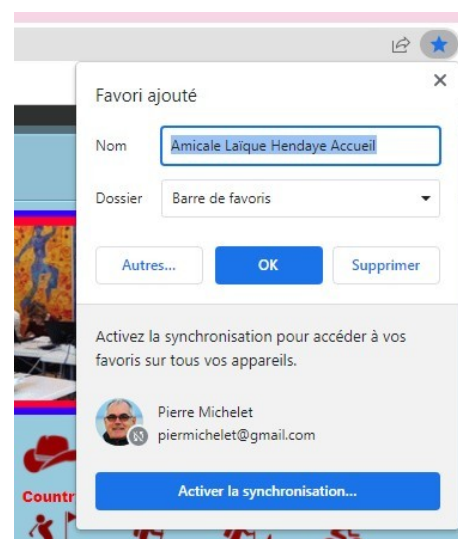 Favori ajouté
Nom
Amicale Laïque Hendaye Accueil
Dossier
Barre de favoris
Autres...
OK
Supprimer
Activez la synchronisation pour accéder à vos
favoris sur tous vos appareils.
Pierre Michelet
piermichelet@gmail.com
Countr
Activer la synchronisation...